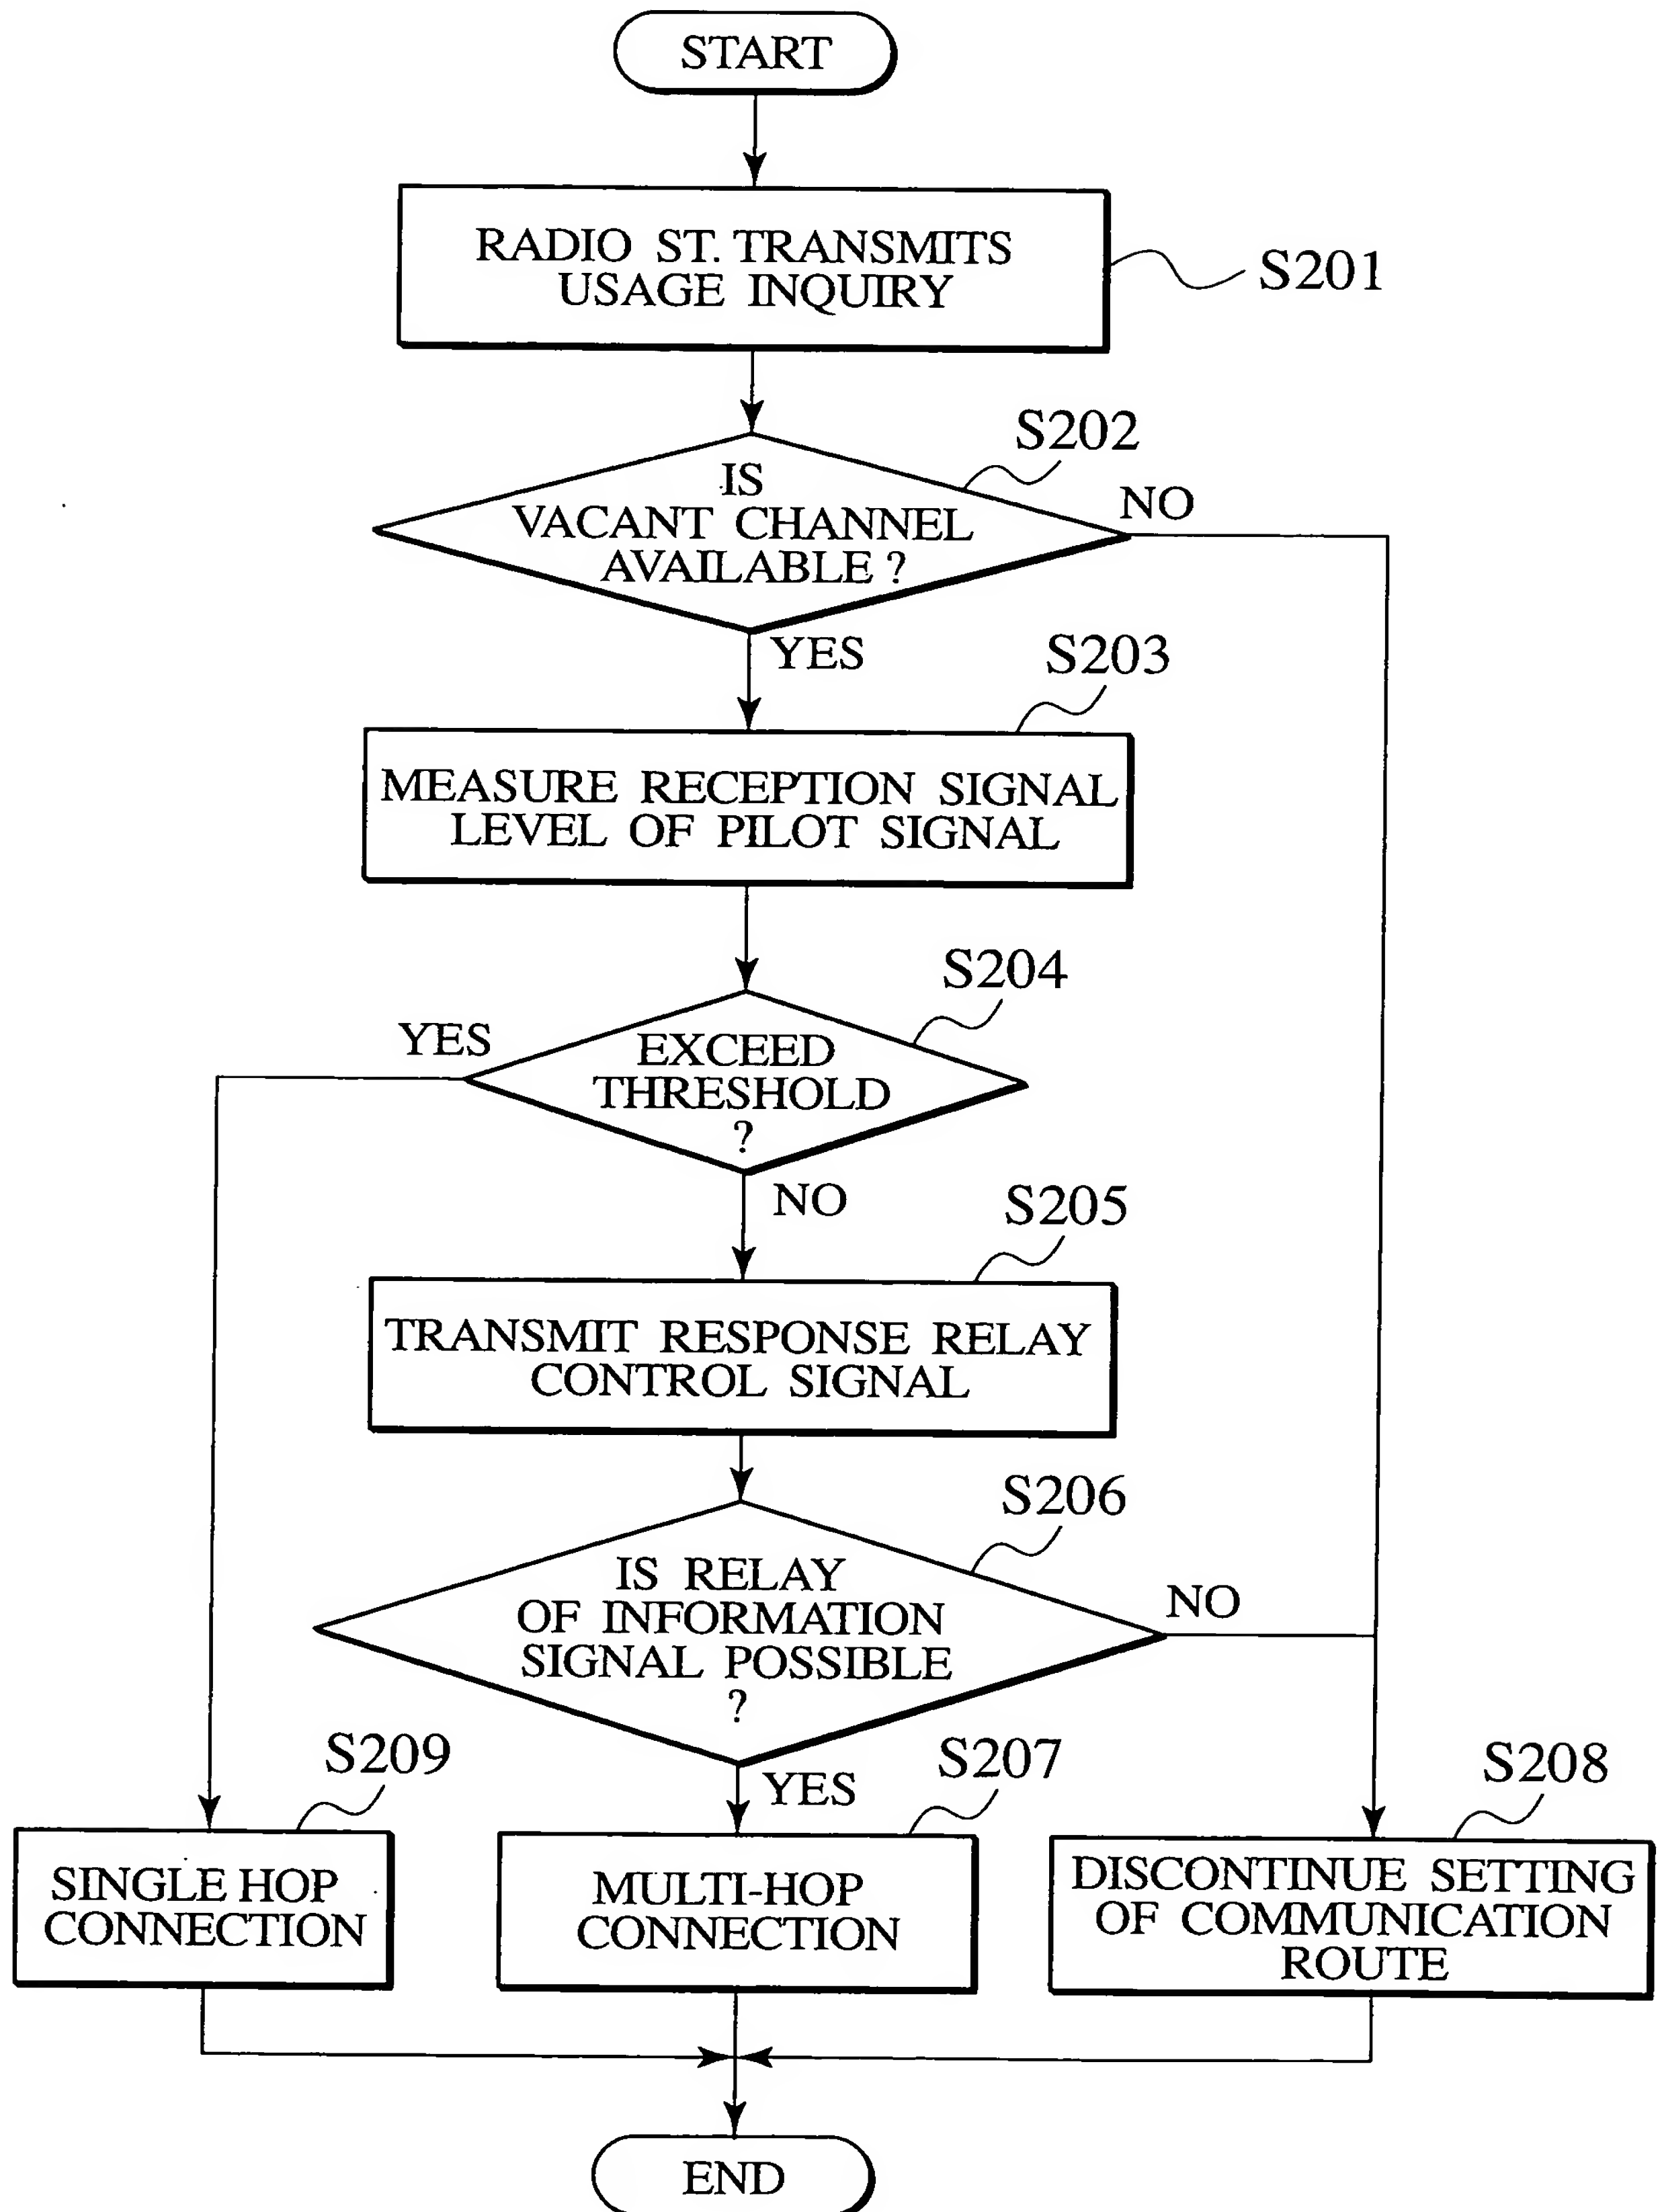 START
RADIO ST. TRANSMITS
USAGE INQUIRY
S201
S202
IS
VACANT CHANNEL
AVAILABLE ?
NO
YES
S203
MEASURE RECEPTION SIGNAL
LEVEL OF PILOT SIGNAL
S204
YES
EXCEED
THRESHOLD
?
NO
S205
TRANSMIT RESPONSE RELAY
CONTROL SIGNAL
S206
IS RELAY
OF INFORMATION
SIGNAL POSSIBLE
?
NO
YES
S209
S207
S208
SINGLE HOP
CONNECTION
MULTI-HOP
CONNECTION
DISCONTINUE SETTING
OF COMMUNICATION
ROUTE
END